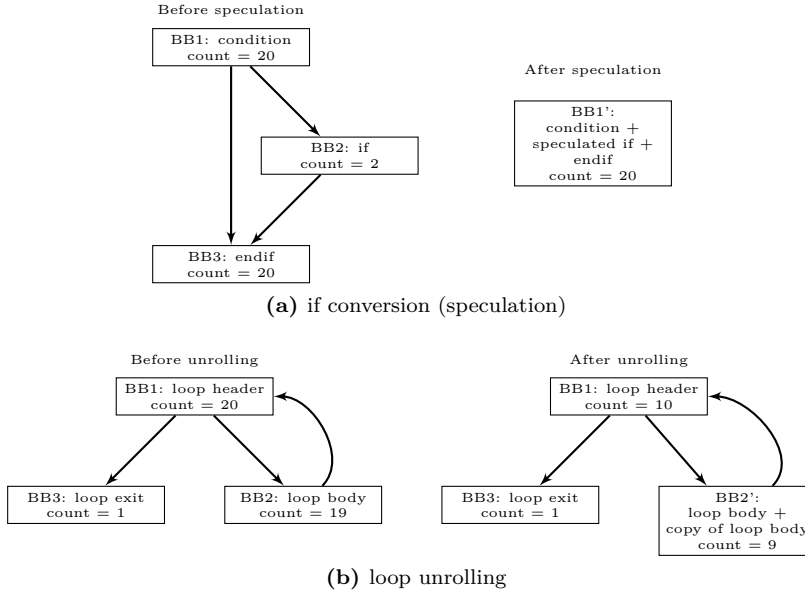 Before speculation
BB1: condition
count = 20
BB2: if
count = 2
BB3: endif
count = 20
After speculation
BB1’:
condition +
speculated if +
endif
count = 20
(a) if conversion (speculation)
Before unrolling
BB1: loop header
count = 20
BB3: loop exit
count = 1
BB2: loop body
count = 19
After unrolling
BB1: loop header
count = 10
BB3: loop exit
count = 1
BB2’:
loop body +
copy of loop body
count = 9
(b) loop unrolling